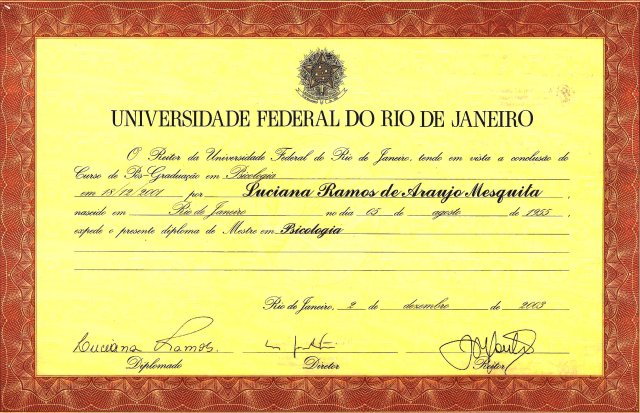 UNIVERSIDADE FEDERAL DO RIO DE JANEIRO
O Reitor da Universidade Federal do Rio de Janeiro, tendo em vista a conclusão do
Curso de Pós-Graduação em Psicologia
em 18/12/2001 por Luciana Ramos de Araujo Mesquita,
nascido em Rio de Janeiro no dia 05 de agosto de 1955,
expede o presente diploma de Mestre em Psicologia
Rio de Janeiro, 2 de dezembro de 2003
Luciana Ramos.
Diplomado Diretor Reitor